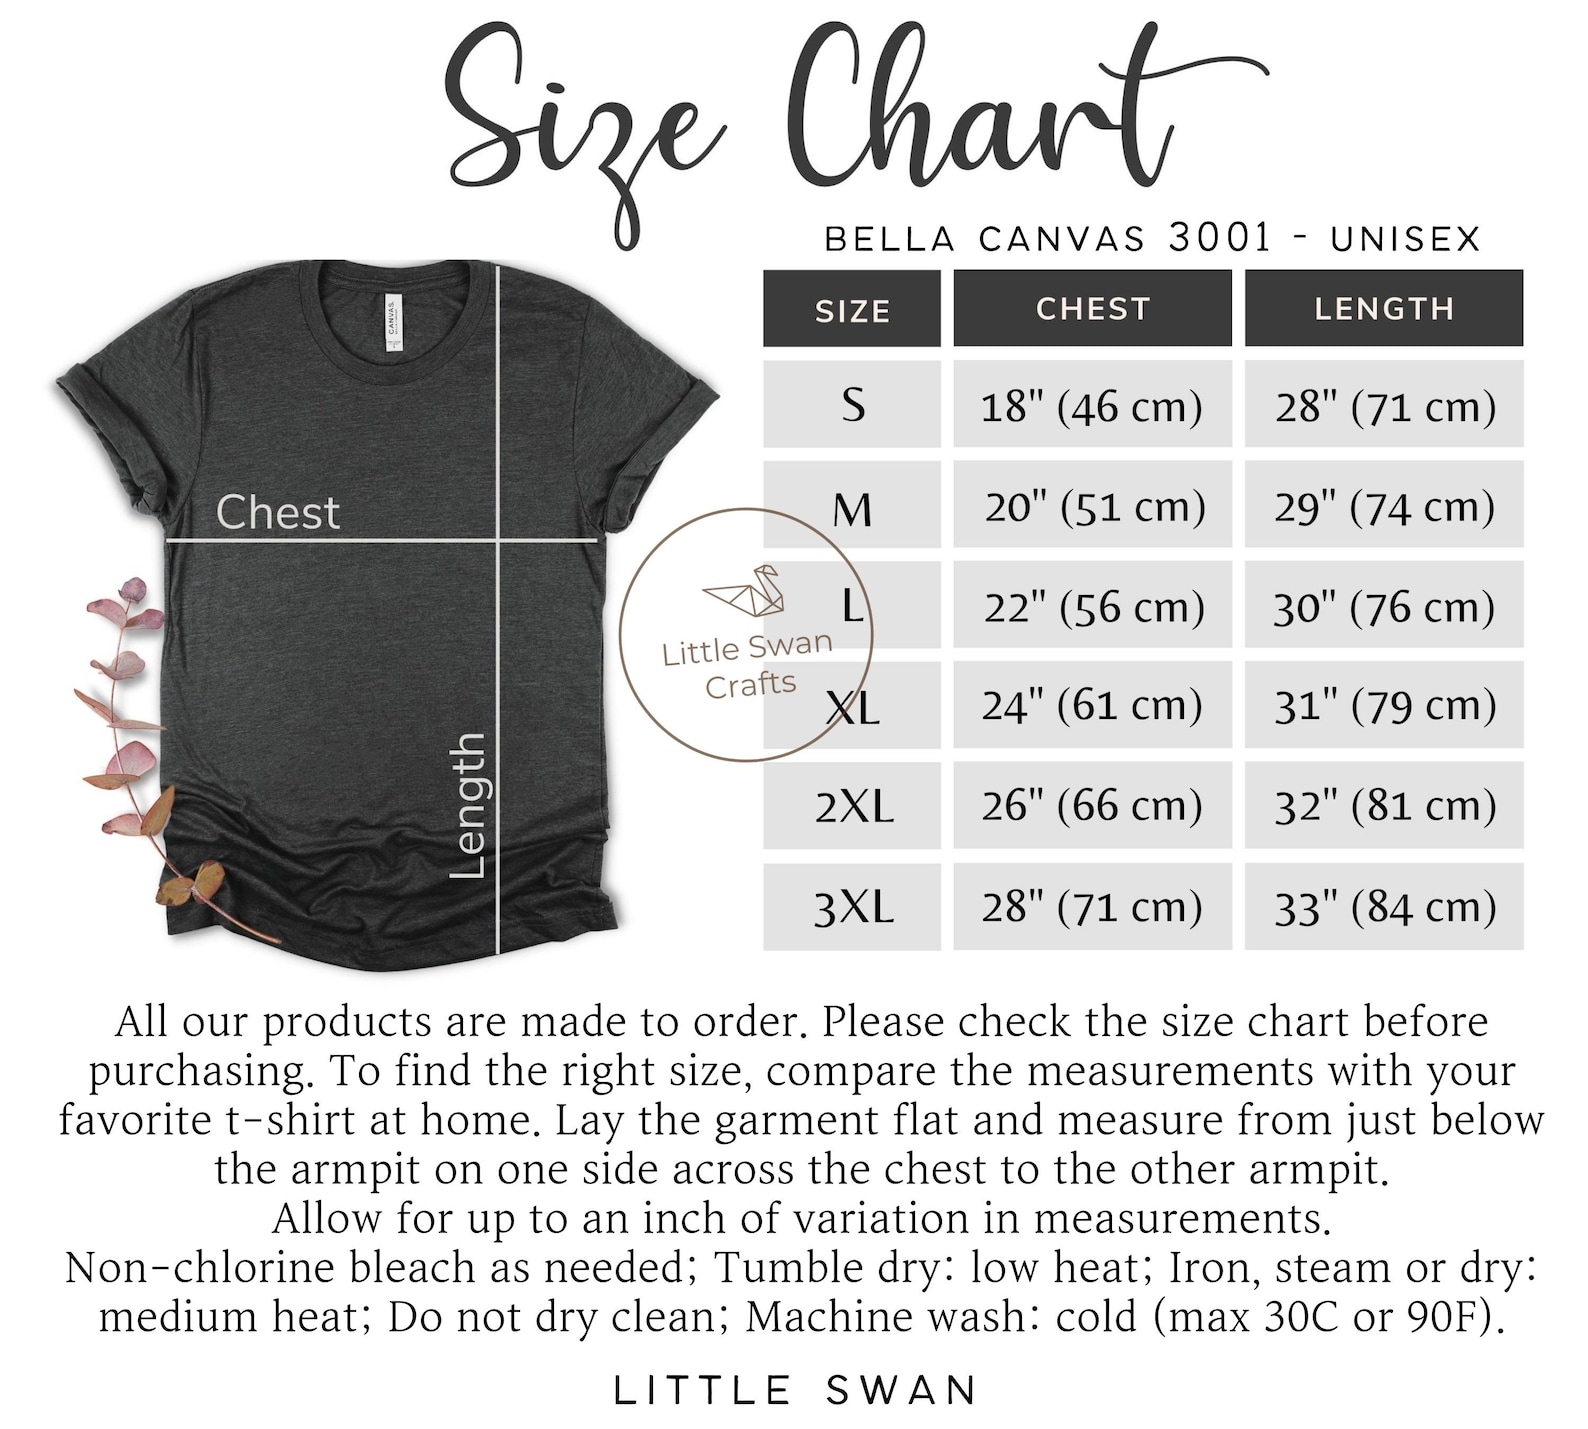 Size Chart
BELLA CANVAS 3001 - UNISEX
SIZE CHEST LENGTH
S 18" (46 cm) 28" (71 cm)
M 20" (51 cm) 29" (74 cm)
L 22" (56 cm) 30" (76 cm)
XL 24" (61 cm) 31" (79 cm)
2XL 26" (66 cm) 32" (81 cm)
3XL 28" (71 cm) 33" (84 cm)
CANVAS
Chest
Length
Little Swan
Crafts
All our products are made to order. Please check the size chart before
purchasing. To find the right size, compare the measurements with your
favorite t-shirt at home. Lay the garment flat and measure from just below
the armpit on one side across the chest to the other armpit.
Allow for up to an inch of variation in measurements.
Non-chlorine bleach as needed; Tumble dry: low heat; Iron, steam or dry:
medium heat; Do not dry clean; Machine wash: cold (max 30C or 90F).
LITTLE SWAN